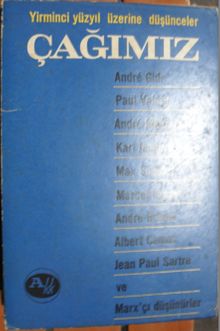 Yirminci yüzyıl üzerine düşünceler
ÇAĞIMIZ
André Gide
Paul
André
Karl
Max
Marcel
André
Albert Camus
Jean Paul Sartre
ve
Marx'çı düşünürler